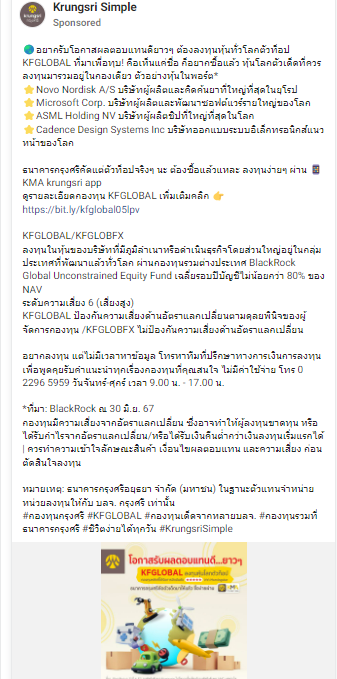 Krungsri Simple
Sponsored
🌏 อยากรับโอกาสผลตอบแทนดียาวๆ ต้องลงทุนหุ้นทั่วโลกตัวท็อป
KFGLOBAL ที่มาเพื่อทุน! คือเห็นแค่ชื่อ ก็อยากซื้อแล้ว หุ้นโลกตัวเด็ดที่ควร
ลงทุนมารวมอยู่ในกองเดียว ตัวอย่างหุ้นในพอร์ต*
⭐Novo Nordisk A/S บริษัทผู้ผลิตและคิดค้นยาที่ใหญ่ที่สุดในยุโรป
⭐Microsoft Corp. บริษัทผู้ผลิตและพัฒนาซอฟต์แวร์รายใหญ่ของโลก
⭐ASML Holding NV บริษัทผู้ผลิตชิปที่ใหญ่ที่สุดในโลก
⭐Cadence Design Systems Inc บริษัทออกแบบระบบอิเล็กทรอนิกส์แนว
หน้าของโลก
ธนาคารกรุงศรีคัดแต่ตัวท็อปจริงๆ นะ ต้องซื้อแล้วแหละ ลงทุนง่ายๆ ผ่าน 📱
KMA krungsri app
ดูรายละเอียดกองทุน KFGLOBAL เพิ่มเติมคลิก 👉
https://bit.ly/kfglobal05lpv
KFGLOBAL/KFGLOBFX
ลงทุนในหุ้นของบริษัทที่มีภูมิลำเนาหรือดำเนินธุรกิจโดยส่วนใหญ่อยู่ในกลุ่ม
ประเทศที่พัฒนาแล้วทั่วโลก ผ่านกองทุนรวมต่างประเทศ BlackRock
Global Unconstrained Equity Fund เฉลี่ยรอบปีบัญชีไม่น้อยกว่า 80% ของ
NAV
ระดับความเสี่ยง 6 (เสี่ยงสูง)
KFGLOBAL ป้องกันความเสี่ยงด้านอัตราแลกเปลี่ยนตามดุลยพินิจของผู้
จัดการกองทุน /KFGLOBFX ไม่ป้องกันความเสี่ยงด้านอัตราแลกเปลี่ยน
อยากลงทุน แต่ไม่มีเวลาหาข้อมูล โทรหาทีมที่ปรึกษาทางการเงินการลงทุน
เพื่อพูดคุยรับคำแนะนำทุกเรื่องกองทุนที่คุณสนใจ ไม่มีค่าใช้จ่าย โทร 0
2296 5959 วันจันทร์-ศุกร์ เวลา 9.00 น. - 17.00 น.
*ที่มา: BlackRock ณ 30 มิ.ย. 67
กองทุนมีความเสี่ยงจากอัตราแลกเปลี่ยน ซึ่งอาจทำให้ผู้ลงทุนขาดทุน หรือ
ได้รับกำไรจากอัตราแลกเปลี่ยน/หรือได้รับเงินคืนต่ำกว่าเงินลงทุนเริ่มแรกได้
| ควรทำความเข้าใจลักษณะสินค้า เงื่อนไขผลตอบแทน และความเสี่ยง ก่อน
ตัดสินใจลงทุน
หมายเหตุ: ธนาคารกรุงศรีอยุธยา จำกัด (มหาชน) ในฐานะตัวแทนจำหน่าย
หน่วยลงทุนให้กับ บลจ. กรุงศรี เท่านั้น
#กองทุนกรุงศรี #KFGLOBAL #กองทุนเด็ดจากหลายบลจ. #กองทุนรวมที่
ธนาคารกรุงศรี #ชีวิตง่ายได้ทุกวัน #KrungsriSimple
โอกาสรับผลตอบแทนดี...ยาวๆ